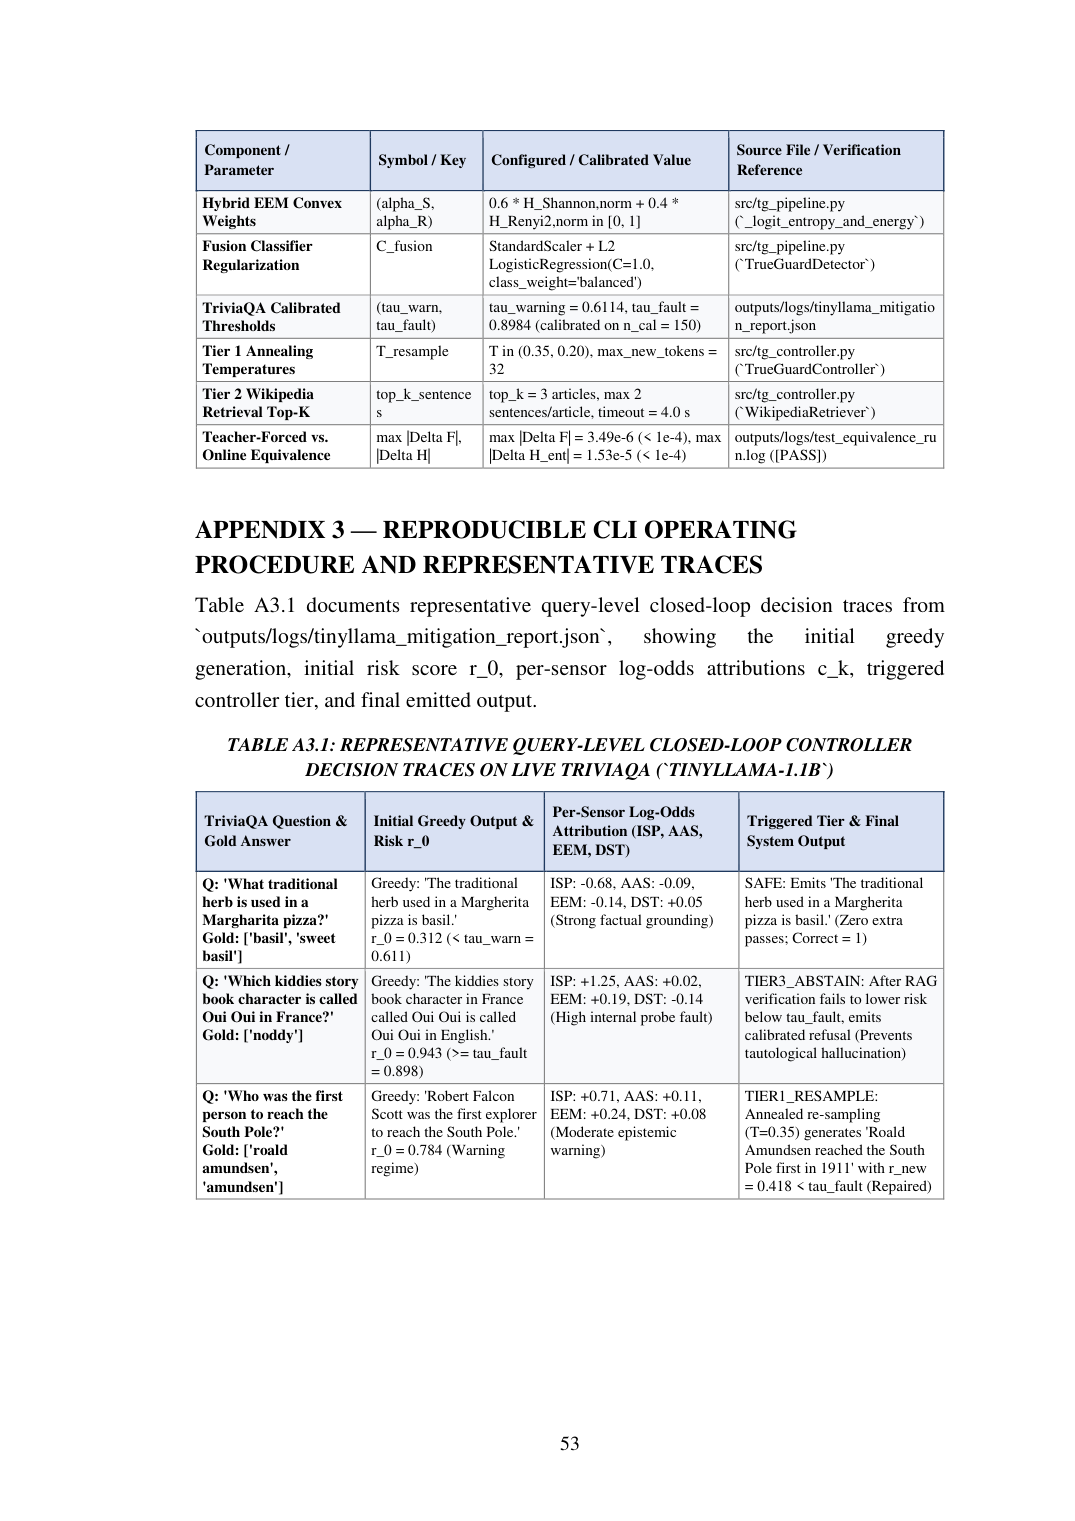 Component / Parameter
Symbol / Key
Configured / Calibrated Value
Source File / Verification Reference
Hybrid EEM Convex Weights
(alpha_S, alpha_R)
0.6 * H_Shannon,norm + 0.4 * H_Renyi2,norm in [0, 1]
src/tg_pipeline.py (`_logit_entropy_and_energy`)
Fusion Classifier Regularization
C_fusion
StandardScaler + L2 LogisticRegression(C=1.0, class_weight='balanced')
src/tg_pipeline.py (`TrueGuardDetector`)
TriviaQA Calibrated Thresholds
(tau_warn, tau_fault)
tau_warning = 0.6114, tau_fault = 0.8984 (calibrated on n_cal = 150)
outputs/logs/tinyllama_mitigation_report.json
Tier 1 Annealing Temperatures
T_resample
T in (0.35, 0.20), max_new_tokens = 32
src/tg_controller.py (`TrueGuardController`)
Tier 2 Wikipedia Retrieval Top-K
top_k_sentences
top_k = 3 articles, max 2 sentences/article, timeout = 4.0 s
src/tg_controller.py (`WikipediaRetriever`)
Teacher-Forced vs. Online Equivalence
max |Delta F|, |Delta H|
max |Delta F| = 3.49e-6 (< 1e-4), max |Delta H_ent| = 1.53e-5 (< 1e-4)
outputs/logs/test_equivalence_run.log ([PASS])
APPENDIX 3 — REPRODUCIBLE CLI OPERATING
PROCEDURE AND REPRESENTATIVE TRACES
Table A3.1 documents representative query-level closed-loop decision traces from
`outputs/logs/tinyllama_mitigation_report.json`, showing the initial greedy
generation, initial risk score r_0, per-sensor log-odds attributions c_k, triggered
controller tier, and final emitted output.
TABLE A3.1: REPRESENTATIVE QUERY-LEVEL CLOSED-LOOP CONTROLLER
DECISION TRACES ON LIVE TRIVIAQA (`TINYLLAMA-1.1B`)
TriviaQA Question & Gold Answer
Initial Greedy Output & Risk r_0
Per-Sensor Log-Odds Attribution (ISP, AAS, EEM, DST)
Triggered Tier & Final System Output
Q: 'What traditional herb is used in a Margharita pizza?'
Gold: ['basil', 'sweet basil']
Greedy: 'The traditional herb used in a Margherita pizza is basil.'
r_0 = 0.312 (< tau_warn = 0.611)
ISP: -0.68, AAS: -0.09, EEM: -0.14, DST: +0.05
(Strong factual grounding)
SAFE: Emits 'The traditional herb used in a Margherita pizza is basil.' (Zero extra passes; Correct = 1)
Q: 'Which kiddies story book character is called Oui Oui in France?'
Gold: ['noddy']
Greedy: 'The kiddies story book character in France called Oui Oui is called Oui Oui in English.'
r_0 = 0.943 (>= tau_fault = 0.898)
ISP: +1.25, AAS: +0.02, EEM: +0.19, DST: -0.14
(High internal probe fault)
TIER3_ABSTAIN: After RAG verification fails to lower risk below tau_fault, emits calibrated refusal (Prevents tautological hallucination)
Q: 'Who was the first person to reach the South Pole?'
Gold: ['roald amundsen', 'amundsen']
Greedy: 'Robert Falcon Scott was the first explorer to reach the South Pole.'
r_0 = 0.784 (Warning regime)
ISP: +0.71, AAS: +0.11, EEM: +0.24, DST: +0.08
(Moderate epistemic warning)
TIER1_RESAMPLE: Annealed re-sampling (T=0.35) generates 'Roald Amundsen reached the South Pole first in 1911' with r_new = 0.418 < tau_fault (Repaired)
53